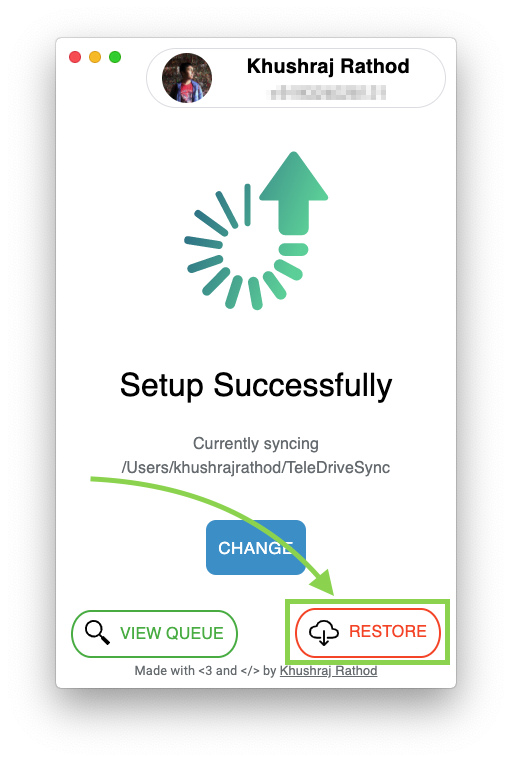 Khushraj Rathod
Setup Successfully
Currently syncing
/Users/khushrajrathod/TeleDriveSync
CHANGE
VIEW QUEUE
RESTORE
Made with <3 and </> by Khushraj Rathod